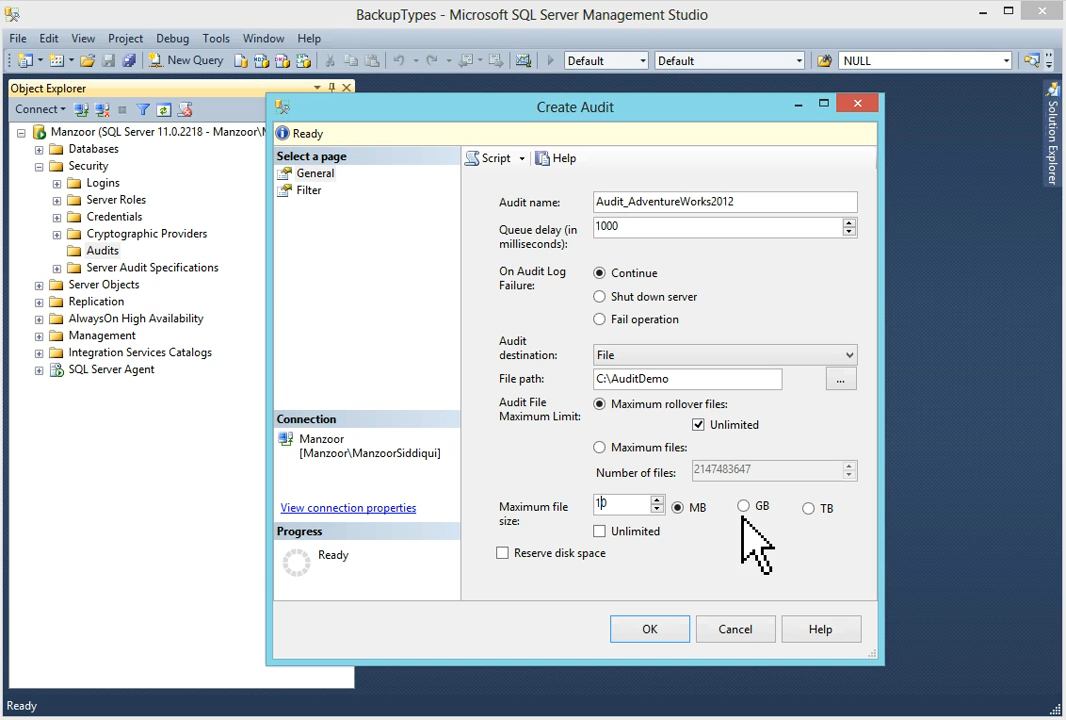 BackupTypes - Microsoft SQL Server Management Studio
File Edit View Project Debug Tools Window Help
New Query Default Default NULL
Object Explorer
Connect
Manzoor (SQL Server 11.0.2218 - Manzoor\
Databases
Security
Logins
Server Roles
Credentials
Cryptographic Providers
Audits
Server Audit Specifications
Server Objects
Replication
AlwaysOn High Availability
Management
Integration Services Catalogs
SQL Server Agent
Solution Explorer
Create Audit
Ready
Select a page
General
Filter
Connection
Manzoor
[Manzoor\ManzoorSiddiqui]
View connection properties
Progress
Ready
Script Help
Audit name: Audit_AdventureWorks2012
Queue delay (in
milliseconds): 1000
On Audit Log
Failure:
Continue
Shut down server
Fail operation
Audit
destination: File
File path: C:\AuditDemo ...
Audit File
Maximum Limit:
Maximum rollover files:
Unlimited
Maximum files:
Number of files: 2147483647
Maximum file
size: 10 MB GB TB
Unlimited
Reserve disk space
OK Cancel Help
Ready